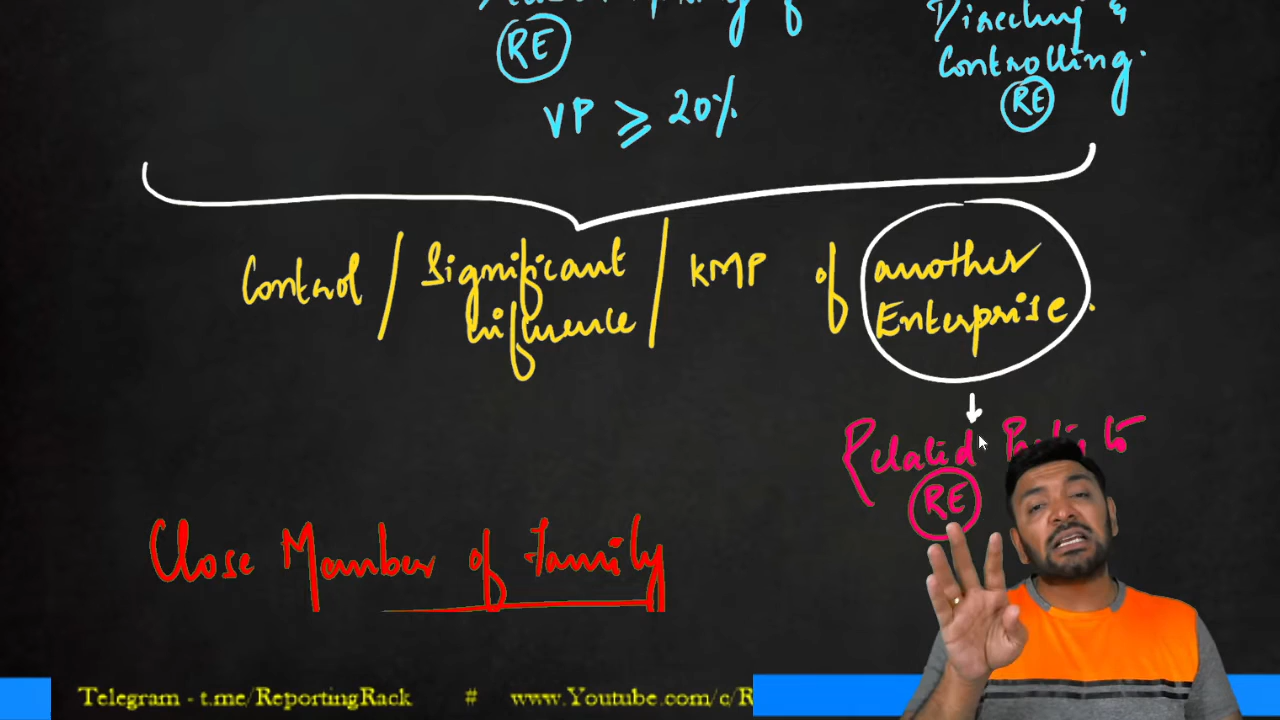 RE
VP ≥ 20%
Directing &
Controlling.
RE
Control / Significant influence / KMP of another Enterprise.
Related to
RE
Close Member of Family
Telegram - t.me/ReportingRack # www.Youtube.com/c/R